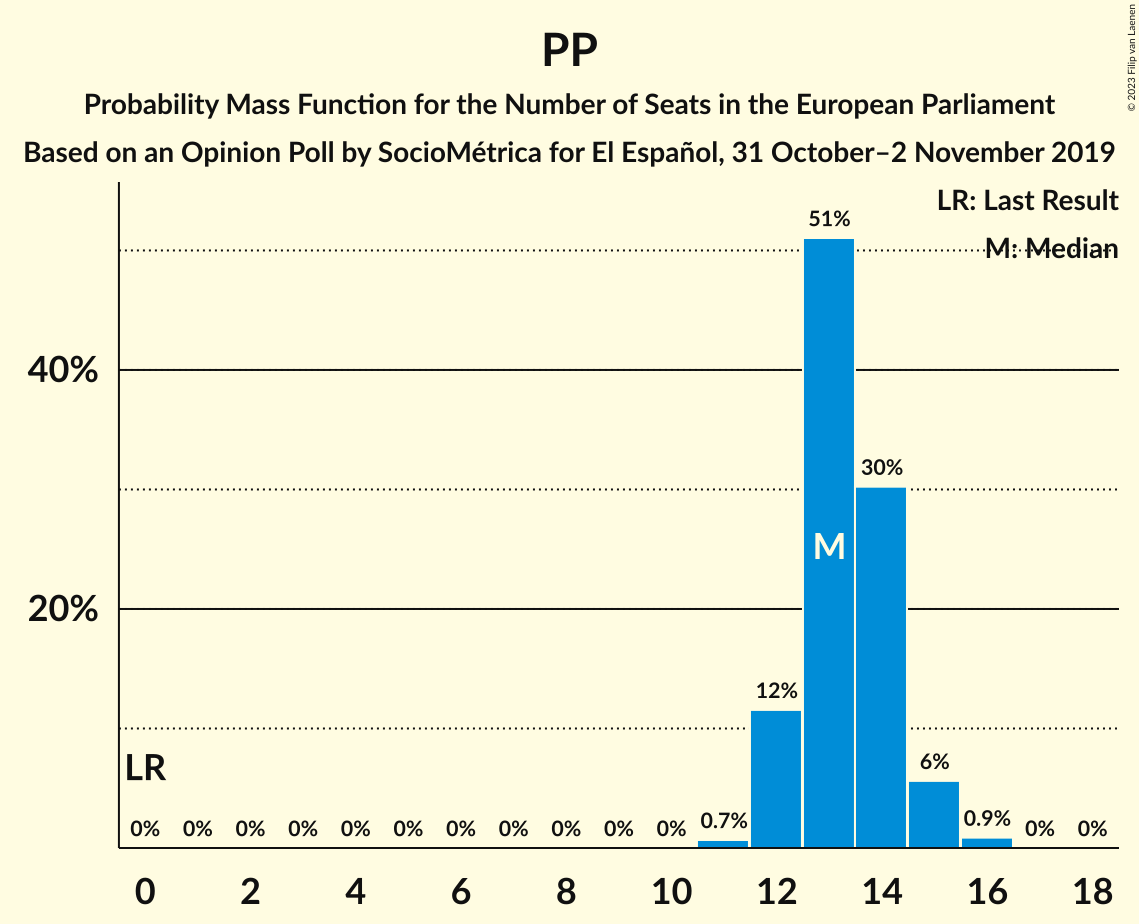 PP
Probability Mass Function for the Number of Seats in the European Parliament
Based on an Opinion Poll by SocioMétrica for El Español, 31 October–2 November 2019
© 2023 Filip van Laenen
LR: Last Result
M: Median
51%
40%
30%
M
20%
12%
LR
6%
0% 0% 0% 0% 0% 0% 0% 0% 0% 0% 0% 0.7% 0.9% 0% 0%
0 2 4 6 8 10 12 14 16 18